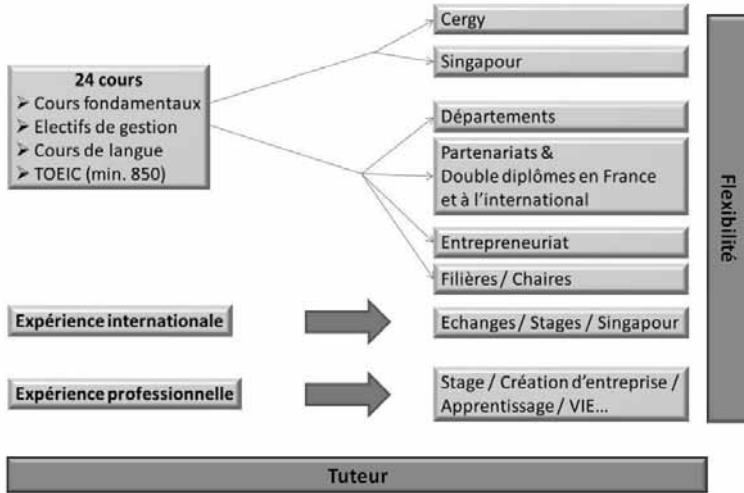 24 cours
➢ Cours fondamentaux
➢ Electifs de gestion
➢ Cours de langue
➢ TOEIC (min. 850)
Cergy
Singapour
Départements
Partenariats &
Double diplômes en France
et à l'international
Entrepreneuriat
Filières / Chaires
Expérience internationale
Echanges / Stages / Singapour
Expérience professionnelle
Stage / Création d'entreprise /
Apprentissage / VIE...
Flexibilité
Tuteur